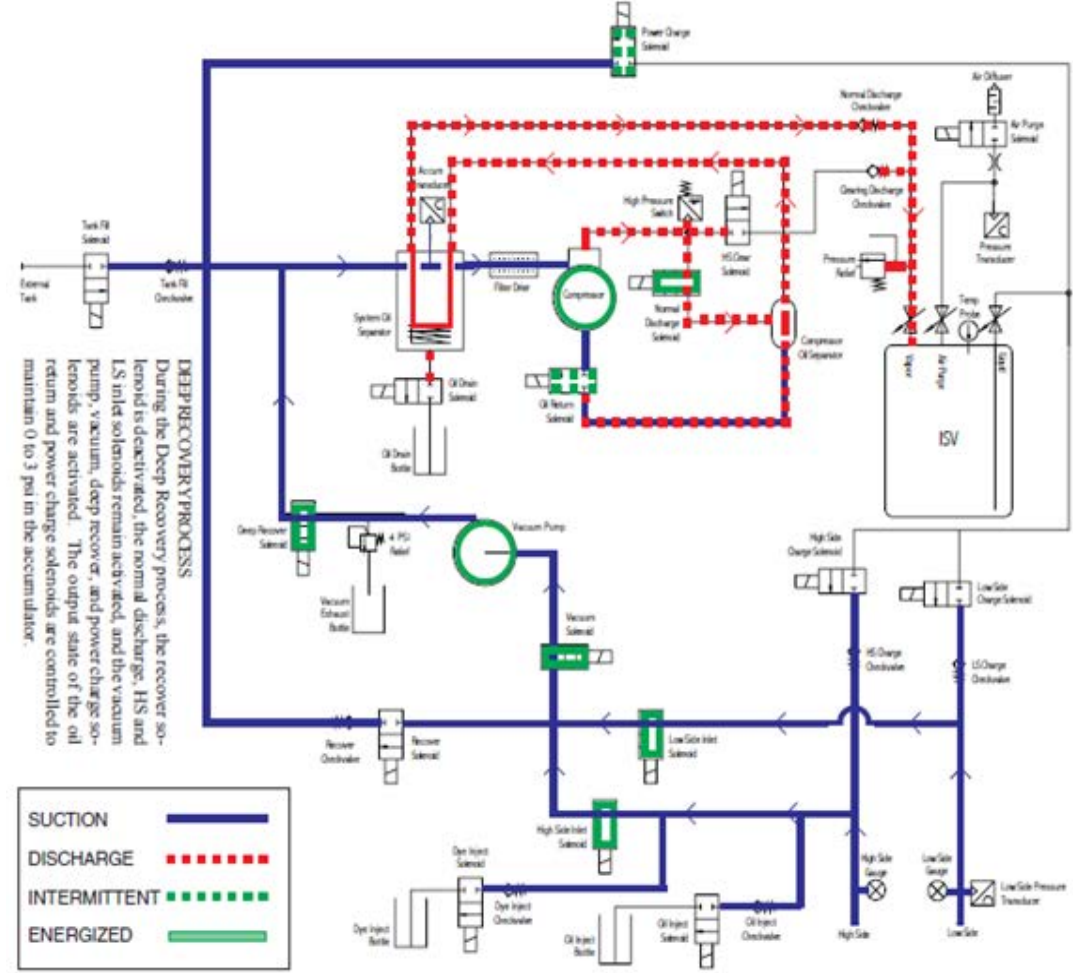 Power Charge
Solenoid
Air Diffuser
Normal Discharge
Checkvalve
Air Purge
Solenoid
Accum
Transducer
High Pressure
Switch
Clearing Discharge
Checkvalve
Tank Fill
Solenoid
Pressure
Transducer
HS Clear
Solenoid
Pressure
Relief
External
Tank
Tank Fill
Checkvalve
Filter Drier
Compressor
Temp
Probe
System Oil
Separator
Normal
Discharge
Solenoid
Compressor
Oil Separator
Vapor
Air Purge
Oil Drain
Solenoid
Oil Return
Solenoid
ISV
Oil Drain
Bottle
DEEP RECOVERY PROCESS
During the Deep Recovery process, the recover so-
lenoid is deactivated, the normal discharge, HS and
LS inlet solenoids remain activated, and the vacuum
pump, vacuum, deep recover, and power charge so-
lenoids are activated. The output state of the oil
return and power charge solenoids are controlled to
maintain 0 to 3 psi in the accumulator.
Deep Recover
Solenoid
4 PSI
Relief
Vacuum Pump
High Side
Charge Solenoid
Vacuum
Exhaust
Bottle
Low Side
Charge Solenoid
Vacuum
Solenoid
HS Charge
Checkvalve
LS Charge
Checkvalve
Recover
Checkvalve
Recover
Solenoid
Low Side Inlet
Solenoid
SUCTION
DISCHARGE
INTERMITTENT
ENERGIZED
High Side Inlet
Solenoid
Dye Inject
Solenoid
High Side
Gauge
Low Side
Gauge
Low Side Pressure
Transducer
Dye Inject
Checkvalve
Dye Inject
Bottle
Oil Inject
Bottle
Oil Inject
Solenoid
Oil Inject
Checkvalve
High Side
Low Side